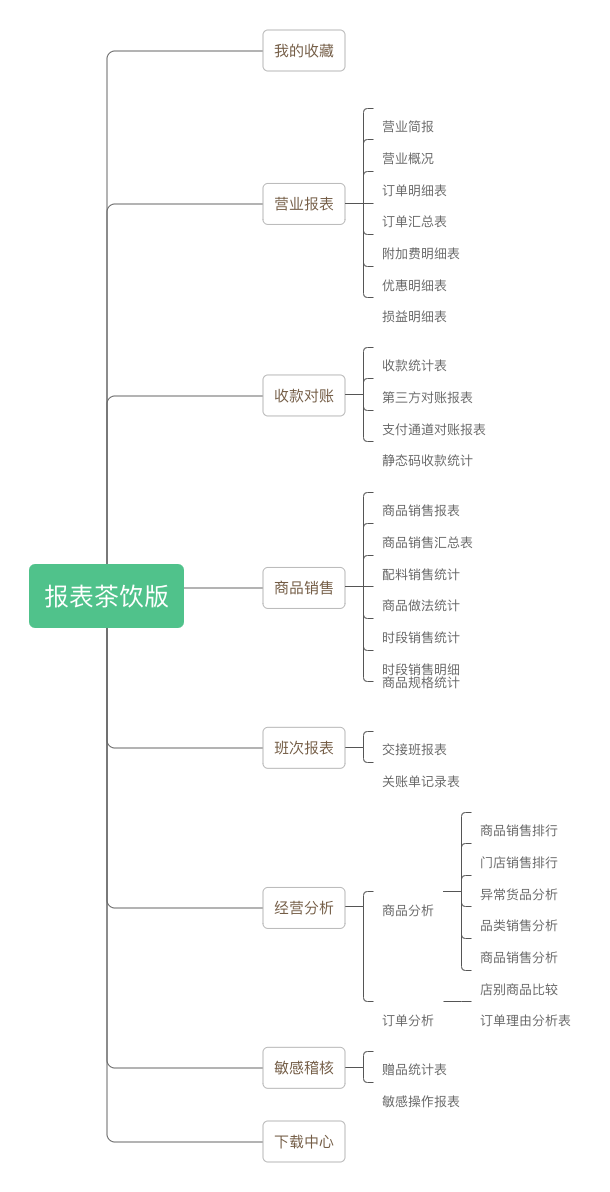 报表茶饮版
我的收藏
营业报表
营业简报
营业概况
订单明细表
订单汇总表
附加费明细表
优惠明细表
损益明细表
收款对账
收款统计表
第三方对账报表
支付通道对账报表
静态码收款统计
商品销售
商品销售报表
商品销售汇总表
配料销售统计
商品做法统计
时段销售统计
时段销售明细
商品规格统计
班次报表
交接班报表
关账单记录表
经营分析
商品分析
商品销售排行
门店销售排行
异常货品分析
品类销售分析
商品销售分析
店别商品比较
订单分析
订单理由分析表
敏感稽核
赠品统计表
敏感操作报表
下载中心